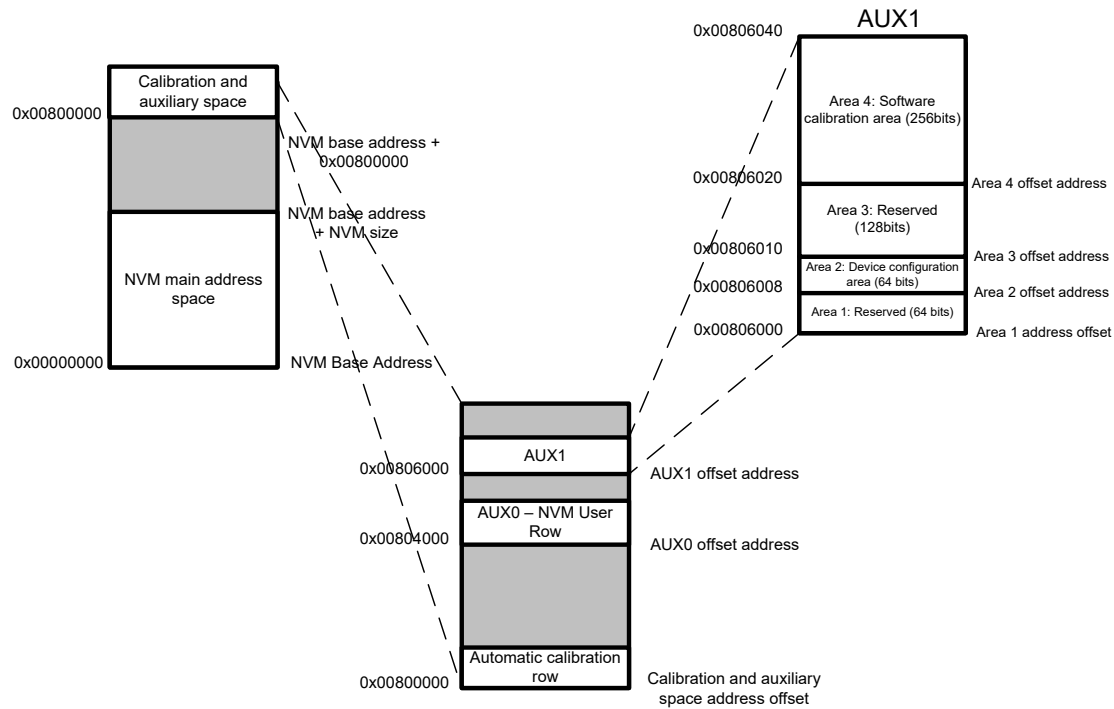 Calibration and
auxiliary space
0x00800000
NVM base address +
0x00800000
NVM base address
+ NVM size
NVM main address
space
0x00000000
NVM Base Address
AUX1
0x00806040
Area 4: Software
calibration area (256bits)
0x00806020
Area 4 offset address
Area 3: Reserved
(128bits)
0x00806010
Area 3 offset address
Area 2: Device configuration
area (64 bits)
0x00806008
Area 2 offset address
Area 1: Reserved (64 bits)
0x00806000
Area 1 address offset
AUX1
0x00806000
AUX1 offset address
AUX0 – NVM User
Row
0x00804000
AUX0 offset address
Automatic calibration
row
0x00800000
Calibration and auxiliary
space address offset